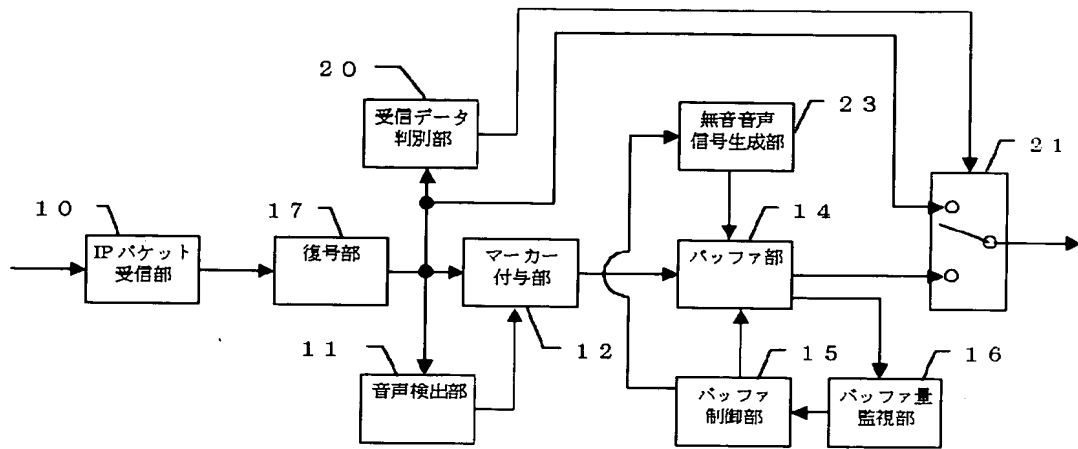 ２０
受信データ
判別部
無音音声
信号生成部
２３
２１
１０
IPパケット
受信部
１７
復号部
マーカー
付与部
１２
１４
バッファ部
１１
音声検出部
１５
バッファ
制御部
１６
バッファ量
監視部